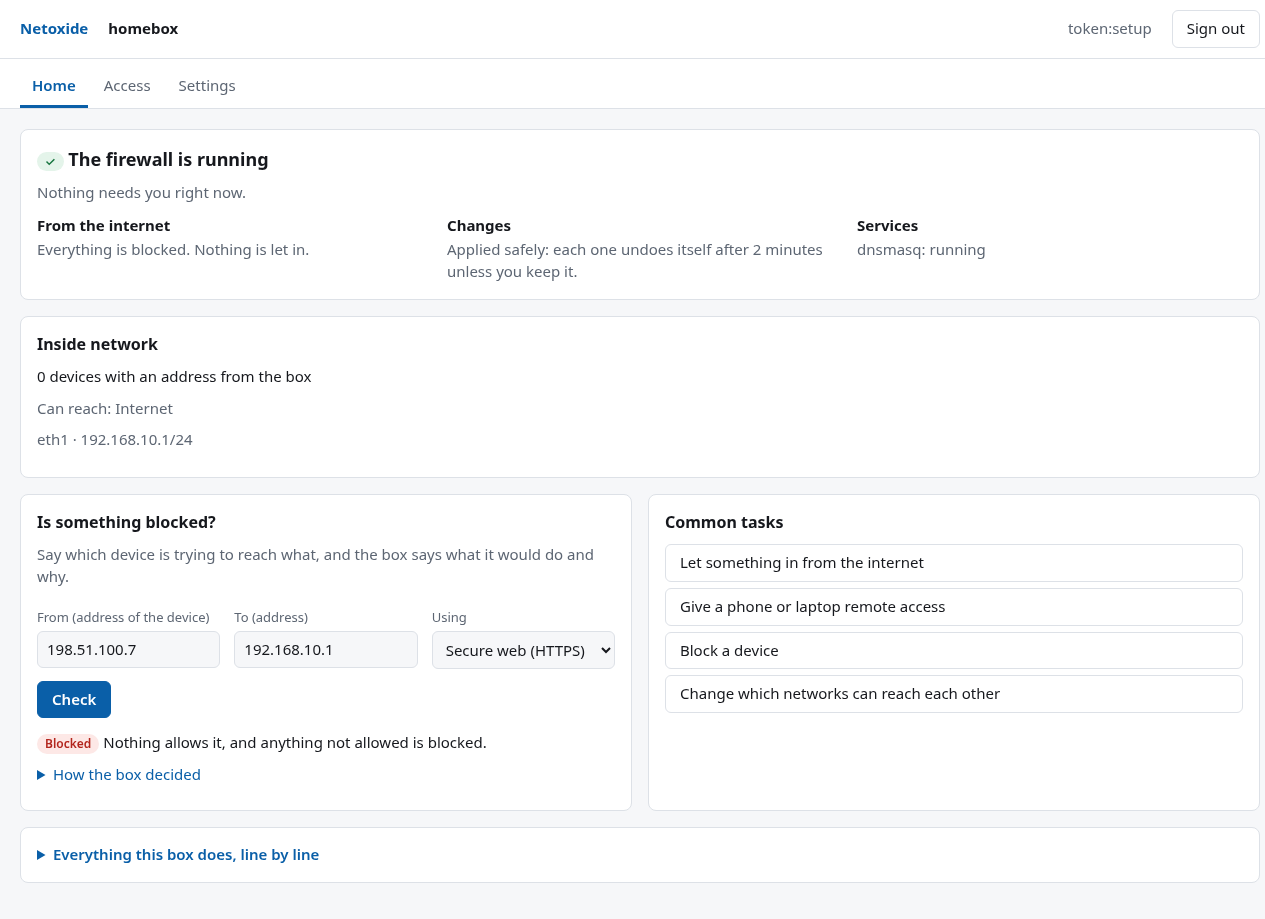 Netoxide homebox token:setup Sign out
Home Access Settings
The firewall is running
Nothing needs you right now.
From the internet
Everything is blocked. Nothing is let in.
Changes
Applied safely: each one undoes itself after 2 minutes
unless you keep it.
Services
dnsmasq: running
Inside network
0 devices with an address from the box
Can reach: Internet
eth1 · 192.168.10.1/24
Is something blocked?
Say which device is trying to reach what, and the box says what it would do and
why.
From (address of the device) To (address) Using
198.51.100.7 192.168.10.1 Secure web (HTTPS)
Check
Blocked Nothing allows it, and anything not allowed is blocked.
How the box decided
Common tasks
Let something in from the internet
Give a phone or laptop remote access
Block a device
Change which networks can reach each other
Everything this box does, line by line